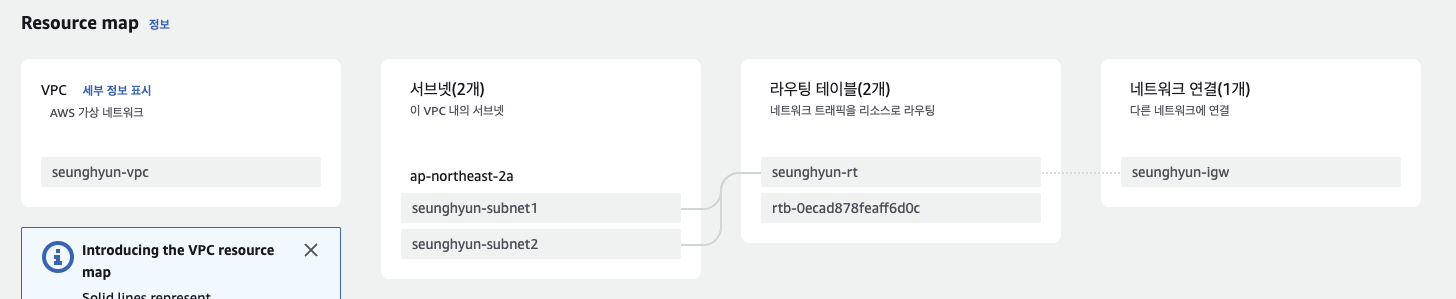 Resource map 정보
VPC 세부 정보 표시
AWS 가상 네트워크
seunghyun-vpc
Introducing the VPC resource
map
Solid lines represent
서브넷(2개)
이 VPC 내의 서브넷
ap-northeast-2a
seunghyun-subnet1
seunghyun-subnet2
라우팅 테이블(2개)
네트워크 트래픽을 리소스로 라우팅
seunghyun-rt
rtb-0ecad878feaff6d0c
네트워크 연결(1개)
다른 네트워크에 연결
seunghyun-igw